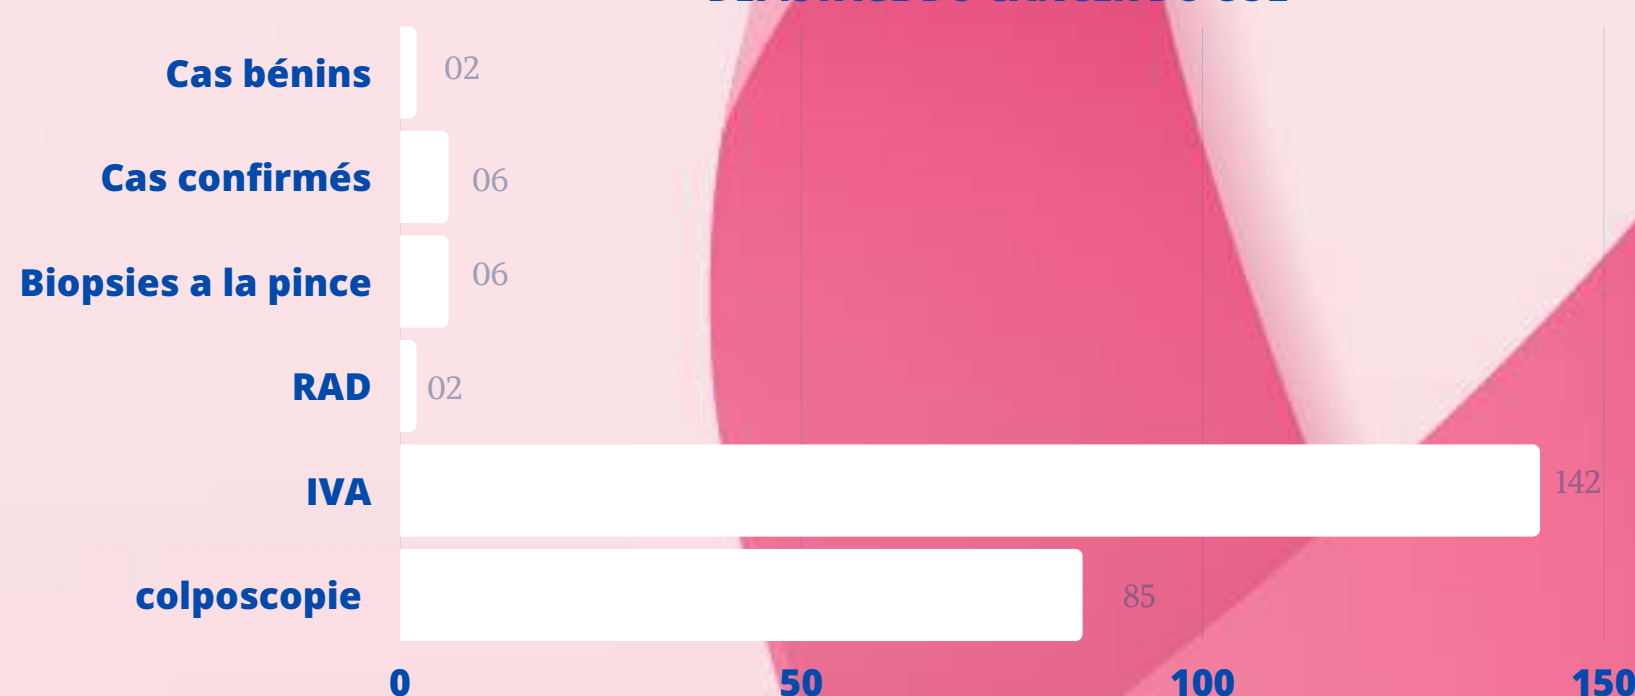 Cas bénins 02
Cas confirmés 06
Biopsies a la pince 06
RAD 02
IVA 142
colposcopie 85
0 50 100 150